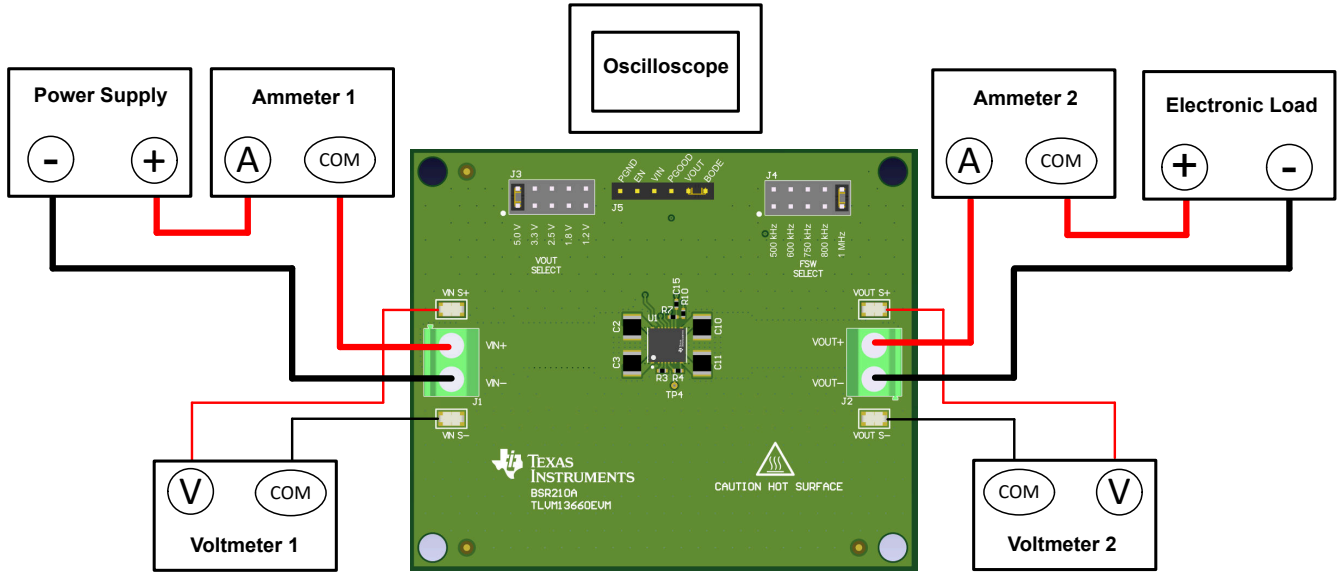 Oscilloscope
Power Supply
- +
Ammeter 1
A COM
Ammeter 2
A COM
Electronic Load
+ -
J3
5.0 V
3.3 V
2.5 V
1.8 V
1.2 V
VOUT
SELECT
PGND
EN
VIN
PGOOD
VOUT
BODE
J5
J4
500 kHz
600 kHz
750 kHz
800 kHz
1 MHz
FSW
SELECT
VIN S+
VIN+
VIN-
J1
VIN S-
C15
R7
R10
U1
C2
C10
C3
C11
R3
R4
TP4
VOUT S+
VOUT+
VOUT-
J2
VOUT S-
V COM
Voltmeter 1
TEXAS
INSTRUMENTS
BSR210A
TLVM13660EVM
CAUTION HOT SURFACE
COM V
Voltmeter 2